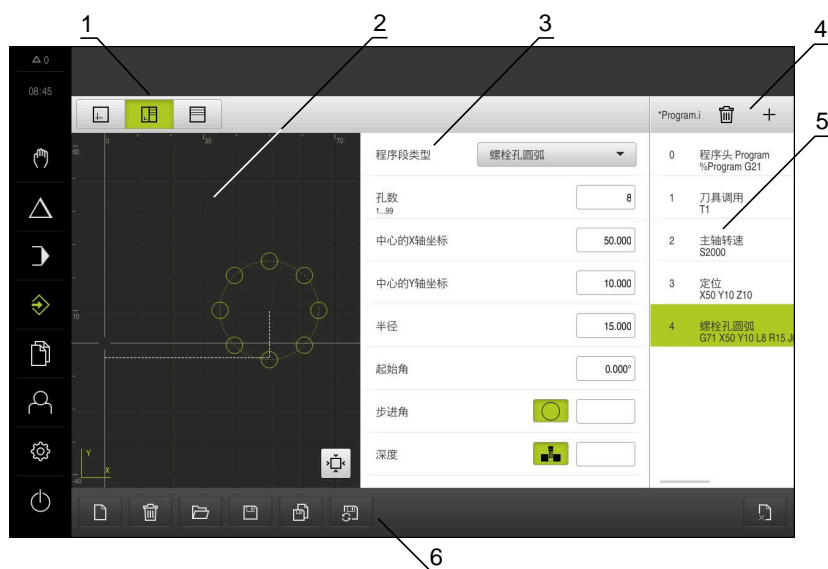 1
2
3
4
5
6
0
08:45
0
30
70
60
10
-40
Y
X
程序段类型
螺栓孔圆弧
孔数
1...99
8
中心的X轴坐标
50.000
中心的Y轴坐标
10.000
半径
15.000
起始角
0.000°
步进角
深度
*Program.i
0 程序头 Program
%Program G21
1 刀具调用
T1
2 主轴转速
S2000
3 定位
X50 Y10 Z10
4 螺栓孔圆弧
G71 X50 Y10 L8 R15